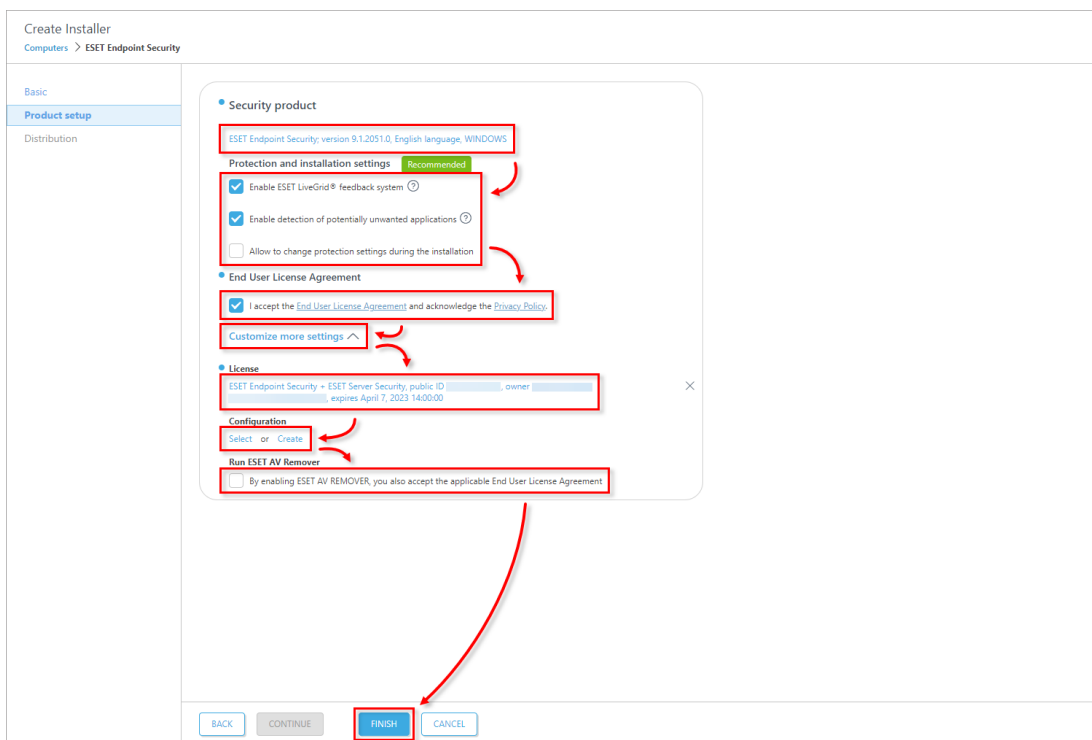 Create Installer
Computers > ESET Endpoint Security
Basic
Product setup
Distribution
Security product
ESET Endpoint Security; version 9.1.2051.0, English language, WINDOWS
Protection and installation settings Recommended
Enable ESET LiveGrid® feedback system ?
Enable detection of potentially unwanted applications ?
Allow to change protection settings during the installation
End User License Agreement
I accept the End User License Agreement and acknowledge the Privacy Policy.
Customize more settings
License
ESET Endpoint Security + ESET Server Security, public ID , owner
, expires April 7, 2023 14:00:00
Configuration
Select or Create
Run ESET AV Remover
By enabling ESET AV REMOVER, you also accept the applicable End User License Agreement
BACK CONTINUE FINISH CANCEL